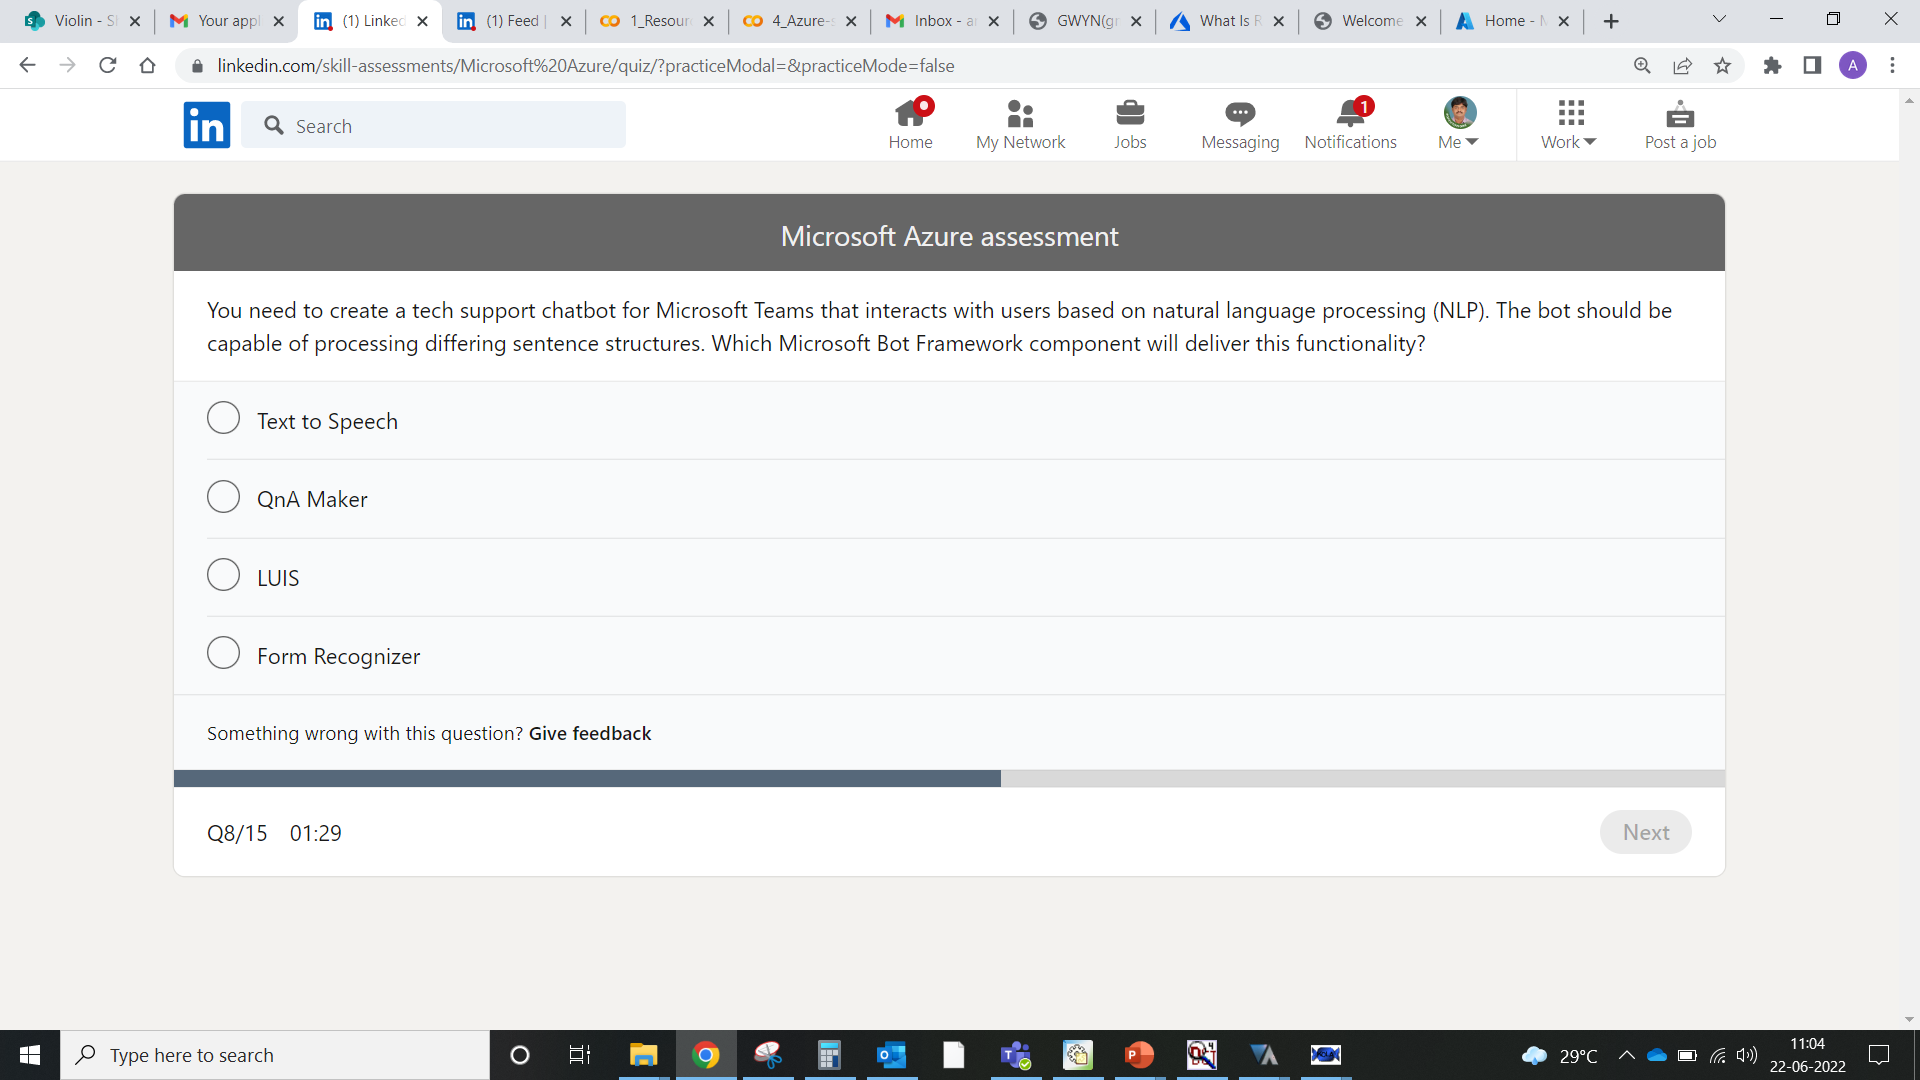 Violin - S
Your appl
(1) Linked
(1) Feed |
1_Resour
4_Azure-s
Inbox - a
GWYN(gr
What Is R
Welcome
Home -
linkedin.com/skill-assessments/Microsoft%20Azure/quiz/?practiceModal=&practiceMode=false
A
in
Search
Home
My Network
Jobs
Messaging
1
Notifications
Me
Work
Post a job
Microsoft Azure assessment
You need to create a tech support chatbot for Microsoft Teams that interacts with users based on natural language processing (NLP). The bot should be
capable of processing differing sentence structures. Which Microsoft Bot Framework component will deliver this functionality?
Text to Speech
QnA Maker
LUIS
Form Recognizer
Something wrong with this question? Give feedback
Q8/15 01:29
Next
Type here to search
29°C
11:04
22-06-2022